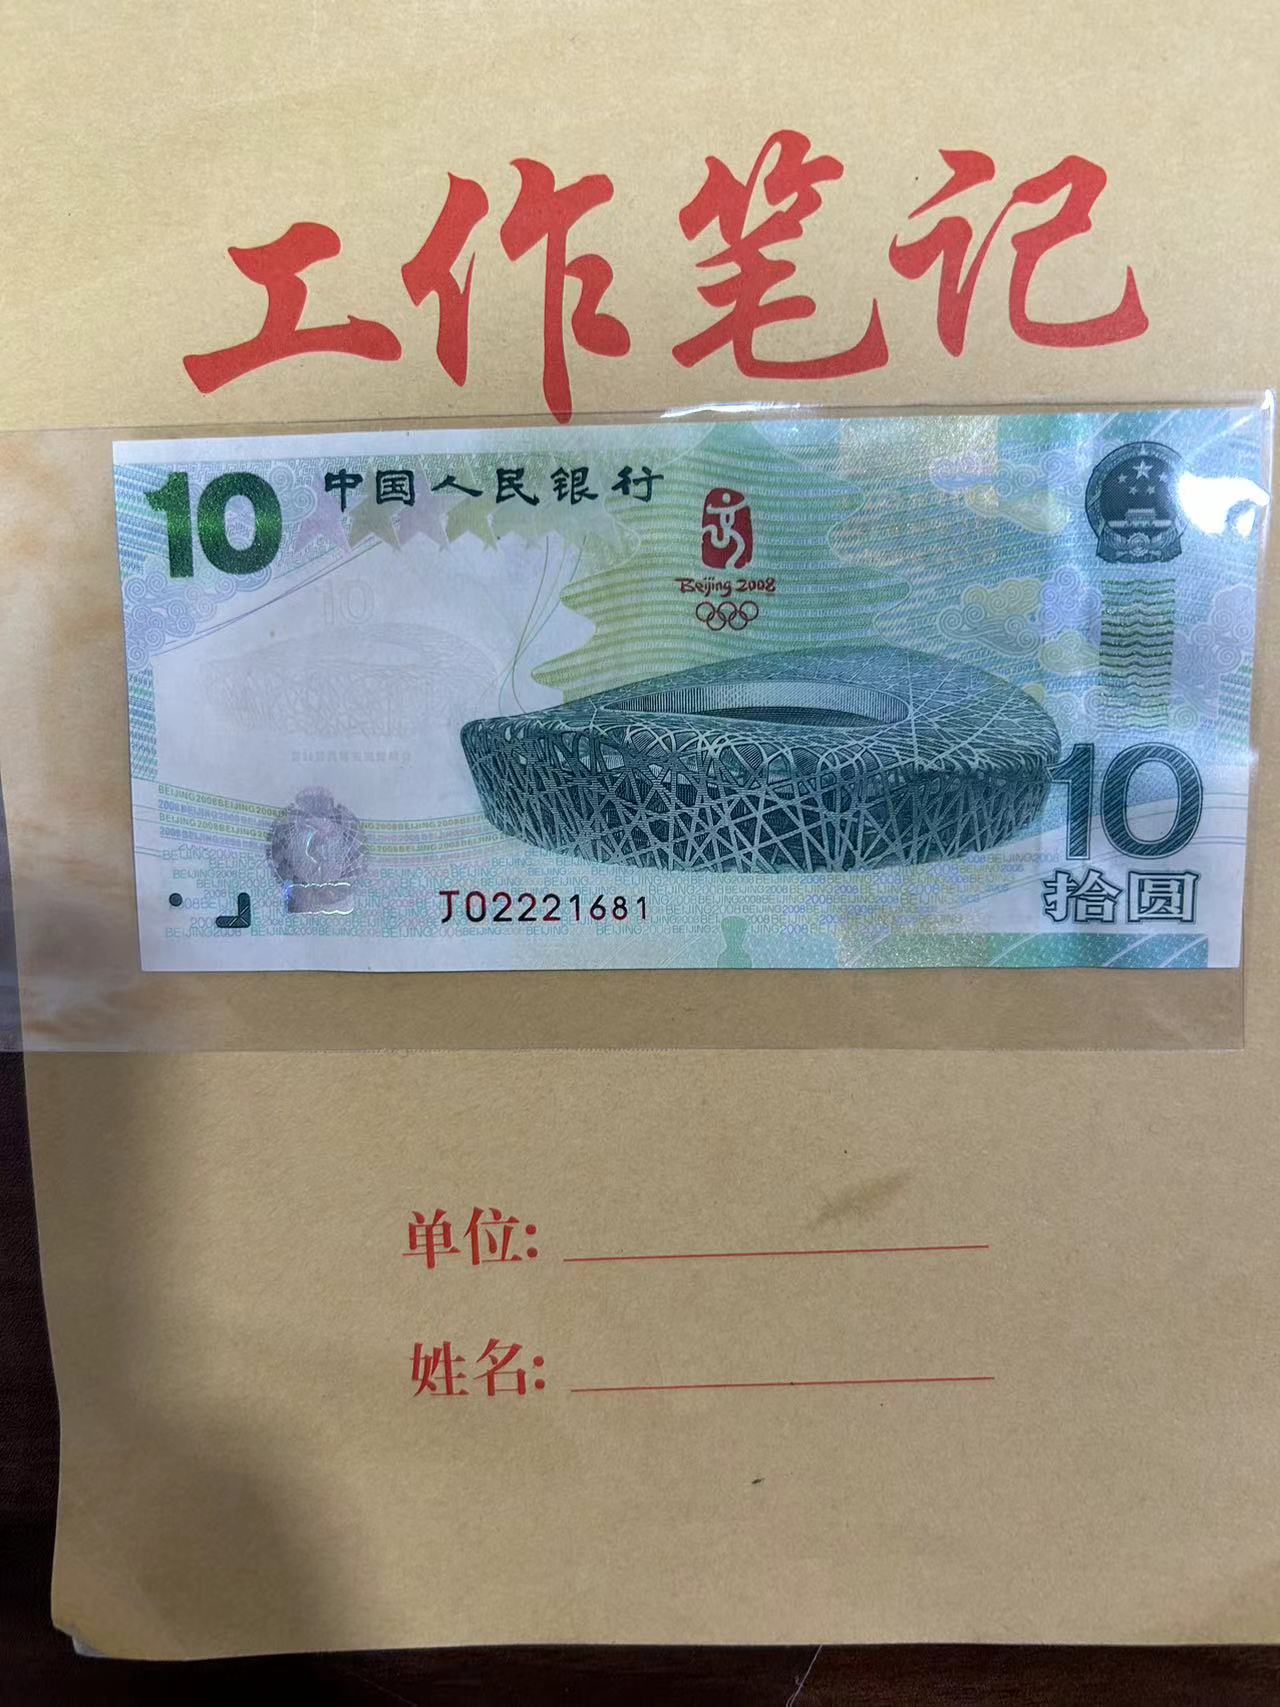 工作笔记
10 中国人民银行
Beijing 2008
10
拾圆
J02221681
单位:
姓名: